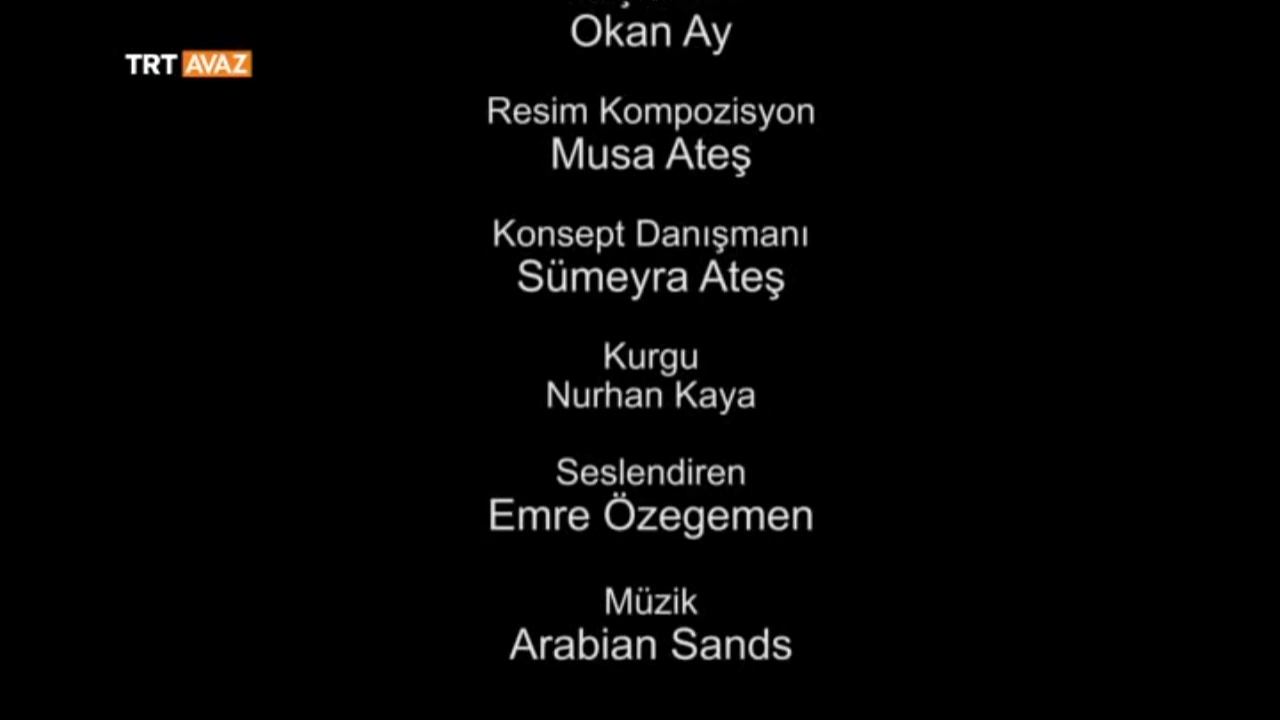 Okan Ay
TRT AVAZ
Resim Kompozisyon
Musa Ateş
Konsept Danışmanı
Sümeyra Ateş
Kurgu
Nurhan Kaya
Seslendiren
Emre Özegemen
Müzik
Arabian Sands